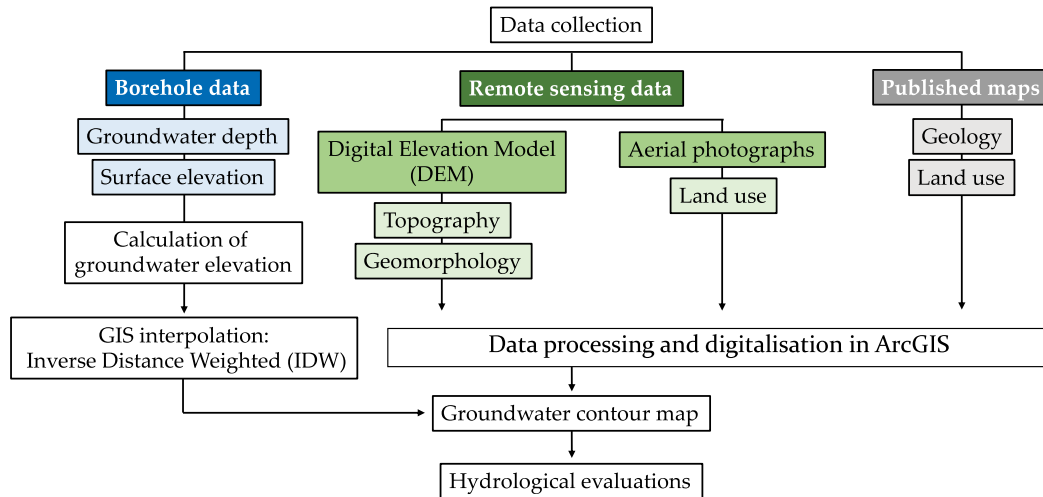 Data collection
Borehole data
Remote sensing data
Published maps
Groundwater depth
Surface elevation
Calculation of
groundwater elevation
GIS interpolation:
Inverse Distance Weighted (IDW)
Digital Elevation Model
(DEM)
Topography
Geomorphology
Aerial photographs
Land use
Geology
Land use
Data processing and digitalisation in ArcGIS
Groundwater contour map
Hydrological evaluations